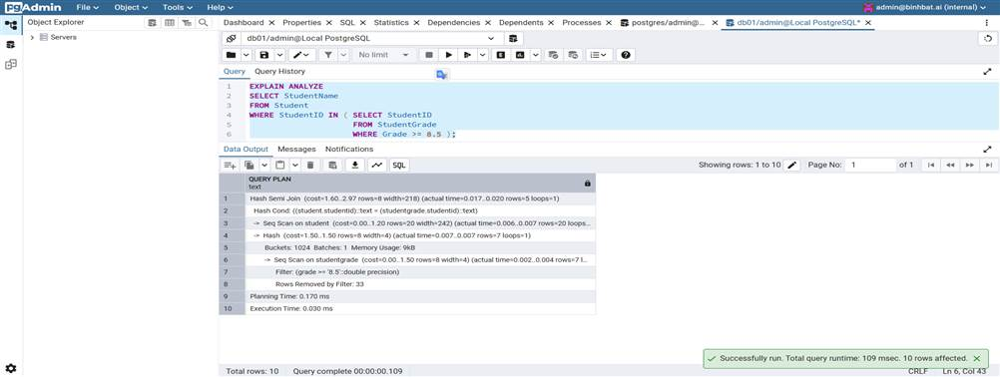 pgAdmin File Object Tools Help admin@binhbat.ai (internal)
Object Explorer Dashboard Properties SQL Statistics Dependencies Dependents Processes postgres/admin@... db01/admin@Local PostgreSQL*
Servers
db01/admin@Local PostgreSQL
No limit
Query Query History
1 EXPLAIN ANALYZE
2 SELECT StudentName
3 FROM Student
4 WHERE StudentID IN ( SELECT StudentID
5 FROM StudentGrade
6 WHERE Grade >= 8.5 );
Data Output Messages Notifications
SQL Showing rows: 1 to 10 Page No: 1 of 1
QUERY PLAN
text
1 Hash Semi Join (cost=1.60..2.97 rows=8 width=218) (actual time=0.017..0.020 rows=5 loops=1)
2 Hash Cond: ((student.studentid)::text = (studentgrade.studentid)::text)
3 -> Seq Scan on student (cost=0.00..1.20 rows=20 width=242) (actual time=0.006..0.007 rows=20 loops...
4 -> Hash (cost=1.50..1.50 rows=8 width=4) (actual time=0.007..0.007 rows=7 loops=1)
5 Buckets: 1024 Batches: 1 Memory Usage: 9kB
6 -> Seq Scan on studentgrade (cost=0.00..1.50 rows=8 width=4) (actual time=0.002..0.004 rows=7 l...
7 Filter: (grade >= '8.5'::double precision)
8 Rows Removed by Filter: 33
9 Planning Time: 0.170 ms
10 Execution Time: 0.030 ms
Successfully run. Total query runtime: 109 msec. 10 rows affected.
Total rows: 10 Query complete 00:00:00.109 CRLF Ln 6, Col 43